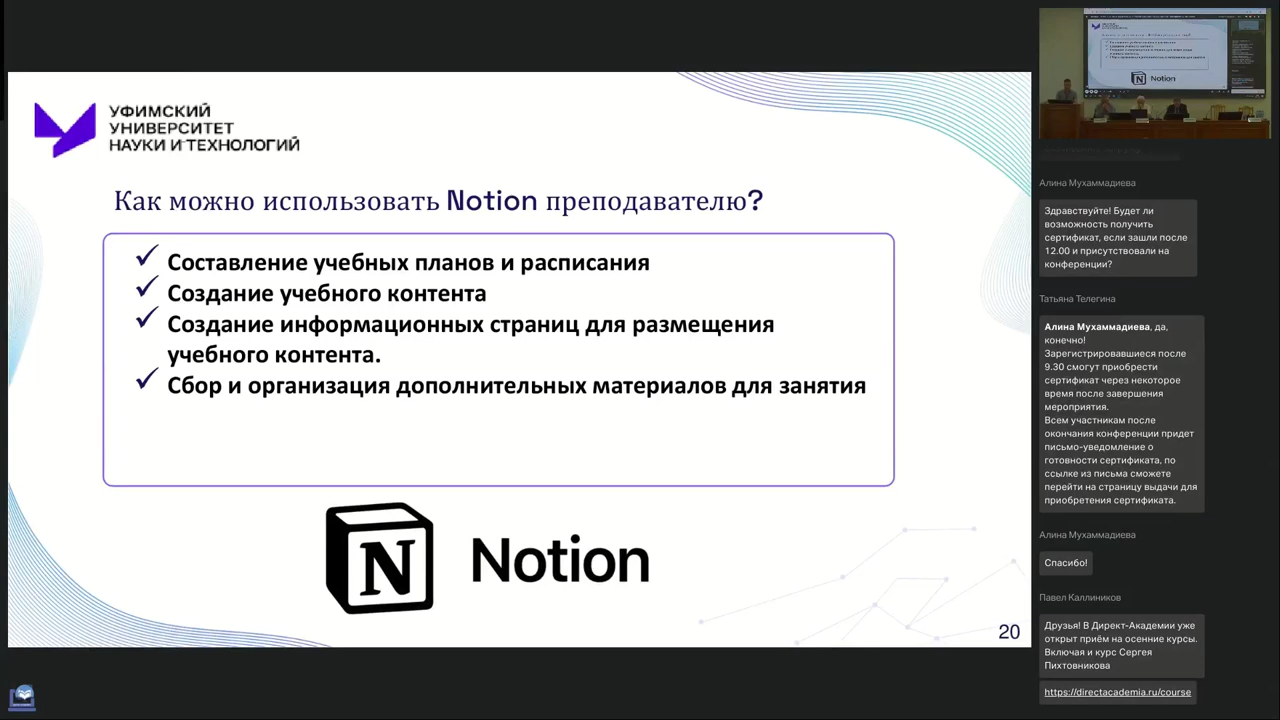 УФИМСКИЙ
УНИВЕРСИТЕТ
НАУКИ И ТЕХНОЛОГИЙ
Как можно использовать Notion преподавателю?
Составление учебных планов и расписания
Создание учебного контента
Создание информационных страниц для размещения
учебного контента.
Сбор и организация дополнительных материалов для занятия
N
Notion
20
Notion
Алина Мухаммадиева
Здравствуйте! Будет ли
возможность получить
сертификат, если зашли после
12.00 и присутствовали на
конференции?
Татьяна Телегина
Алина Мухаммадиева, да,
конечно!
Зарегистрировавшиеся после
9.30 смогут приобрести
сертификат через некоторое
время после завершения
мероприятия.
Всем участникам после
окончания конференции придет
письмо-уведомление о
готовности сертификата, по
ссылке из письма сможете
перейти на страницу выдачи для
приобретения сертификата.
Алина Мухаммадиева
Спасибо!
Павел Каллиников
Друзья! В Директ-Академии уже
открыт приём на осенние курсы.
Включая и курс Сергея
Пихтовникова
https://directacademia.ru/course